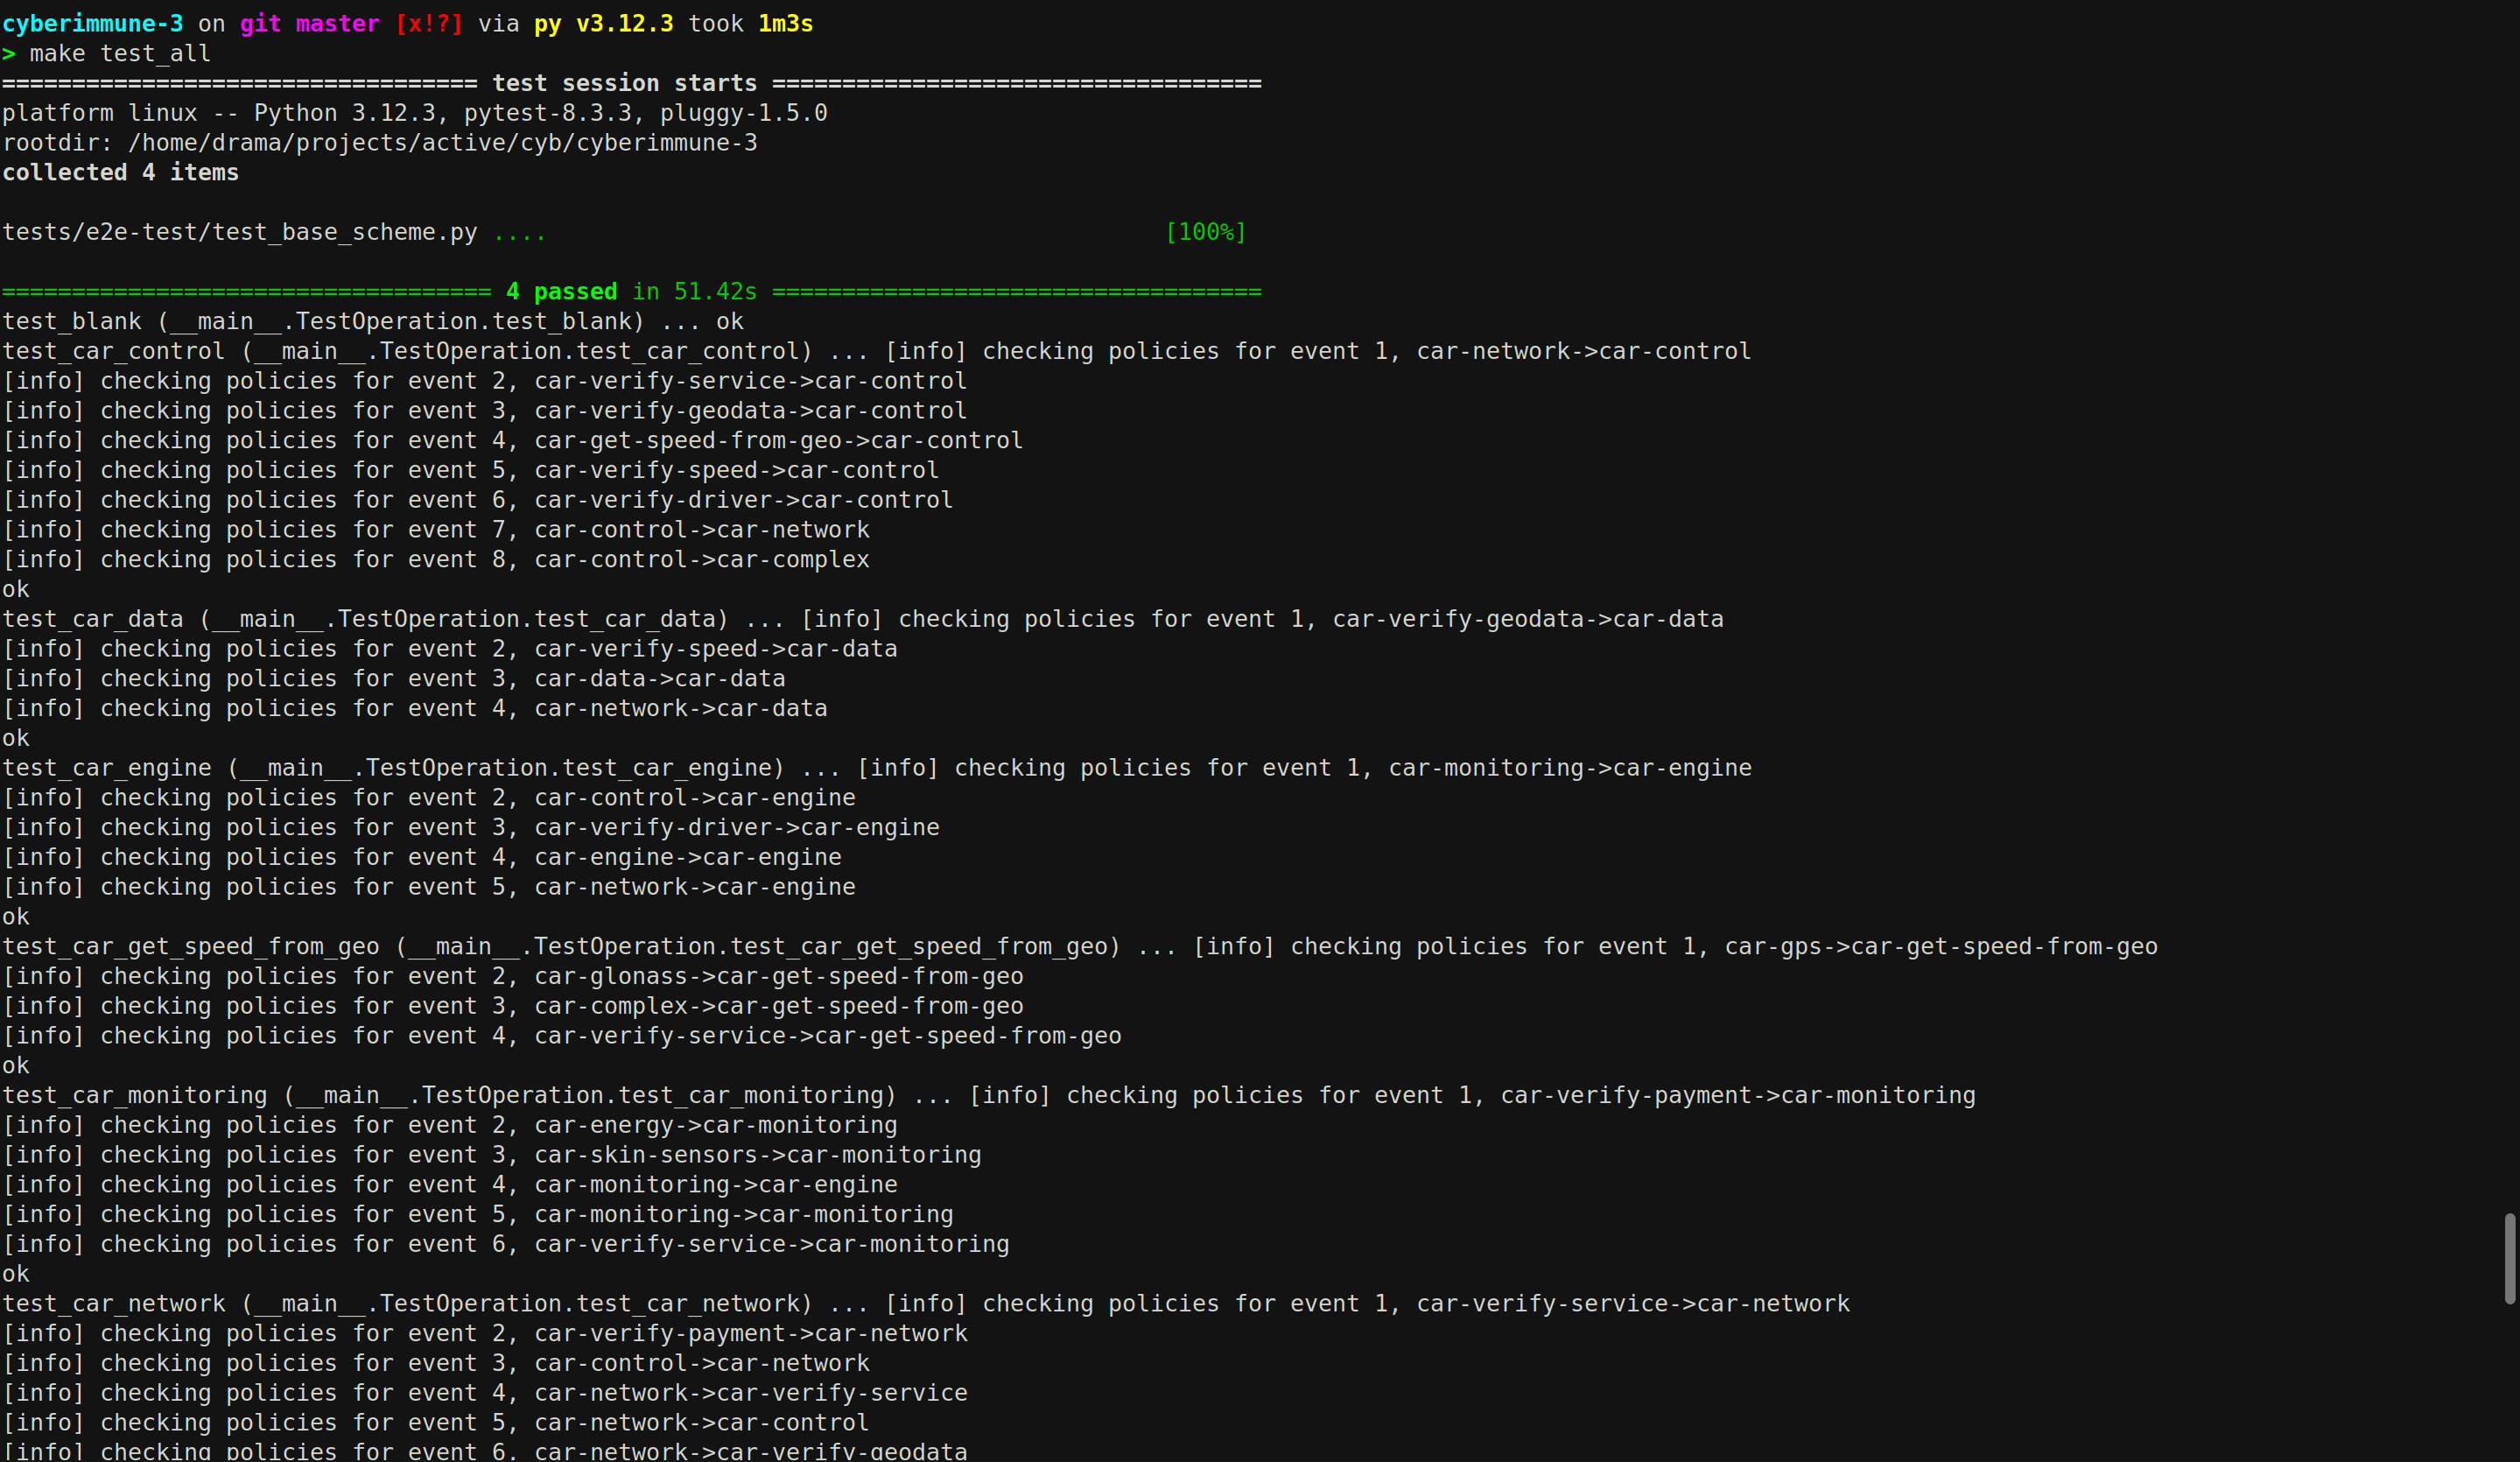 cyberimmune-3 on git master [x!?] via py v3.12.3 took 1m3s
> make test_all
================================== test session starts ===================================
platform linux -- Python 3.12.3, pytest-8.3.3, pluggy-1.5.0
rootdir: /home/drama/projects/active/cyb/cyberimmune-3
collected 4 items
tests/e2e-test/test_base_scheme.py .... [100%]
=================================== 4 passed in 51.42s ===================================
test_blank (__main__.TestOperation.test_blank) ... ok
test_car_control (__main__.TestOperation.test_car_control) ... [info] checking policies for event 1, car-network->car-control
[info] checking policies for event 2, car-verify-service->car-control
[info] checking policies for event 3, car-verify-geodata->car-control
[info] checking policies for event 4, car-get-speed-from-geo->car-control
[info] checking policies for event 5, car-verify-speed->car-control
[info] checking policies for event 6, car-verify-driver->car-control
[info] checking policies for event 7, car-control->car-network
[info] checking policies for event 8, car-control->car-complex
ok
test_car_data (__main__.TestOperation.test_car_data) ... [info] checking policies for event 1, car-verify-geodata->car-data
[info] checking policies for event 2, car-verify-speed->car-data
[info] checking policies for event 3, car-data->car-data
[info] checking policies for event 4, car-network->car-data
ok
test_car_engine (__main__.TestOperation.test_car_engine) ... [info] checking policies for event 1, car-monitoring->car-engine
[info] checking policies for event 2, car-control->car-engine
[info] checking policies for event 3, car-verify-driver->car-engine
[info] checking policies for event 4, car-engine->car-engine
[info] checking policies for event 5, car-network->car-engine
ok
test_car_get_speed_from_geo (__main__.TestOperation.test_car_get_speed_from_geo) ... [info] checking policies for event 1, car-gps->car-get-speed-from-geo
[info] checking policies for event 2, car-glonass->car-get-speed-from-geo
[info] checking policies for event 3, car-complex->car-get-speed-from-geo
[info] checking policies for event 4, car-verify-service->car-get-speed-from-geo
ok
test_car_monitoring (__main__.TestOperation.test_car_monitoring) ... [info] checking policies for event 1, car-verify-payment->car-monitoring
[info] checking policies for event 2, car-energy->car-monitoring
[info] checking policies for event 3, car-skin-sensors->car-monitoring
[info] checking policies for event 4, car-monitoring->car-engine
[info] checking policies for event 5, car-monitoring->car-monitoring
[info] checking policies for event 6, car-verify-service->car-monitoring
ok
test_car_network (__main__.TestOperation.test_car_network) ... [info] checking policies for event 1, car-verify-service->car-network
[info] checking policies for event 2, car-verify-payment->car-network
[info] checking policies for event 3, car-control->car-network
[info] checking policies for event 4, car-network->car-verify-service
[info] checking policies for event 5, car-network->car-control
[info] checking policies for event 6, car-network->car-verify-geodata